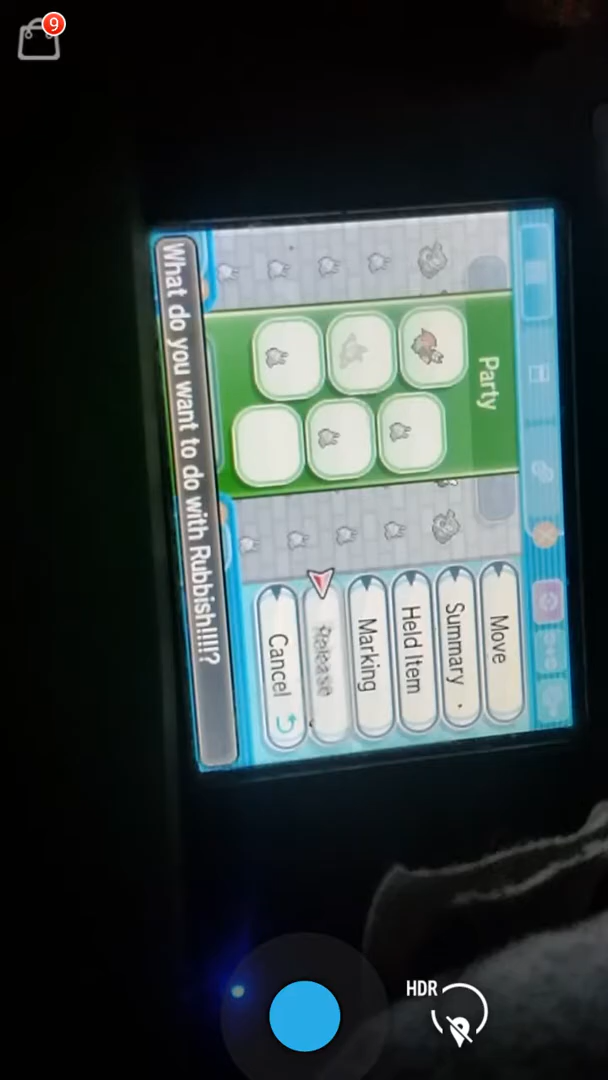 9
Party
Move
Summary
Held Item
Marking
Release
Cancel
What do you want to do with Rubbish!!!!?
HDR